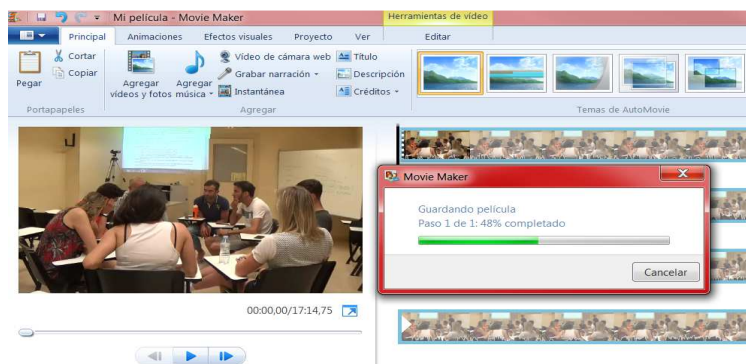 Mi película - Movie Maker
Herramientas de vídeo
Principal Animaciones Efectos visuales Proyecto Ver Editar
Pegar
Cortar
Copiar
Portapapeles
Agregar vídeos y fotos
Agregar música
Vídeo de cámara web
Grabar narración
Instantánea
Título
Descripción
Créditos
Agregar
Temas de AutoMovie
Movie Maker
Guardando película
Paso 1 de 1: 48% completado
Cancelar
00:00,00/17:14,75